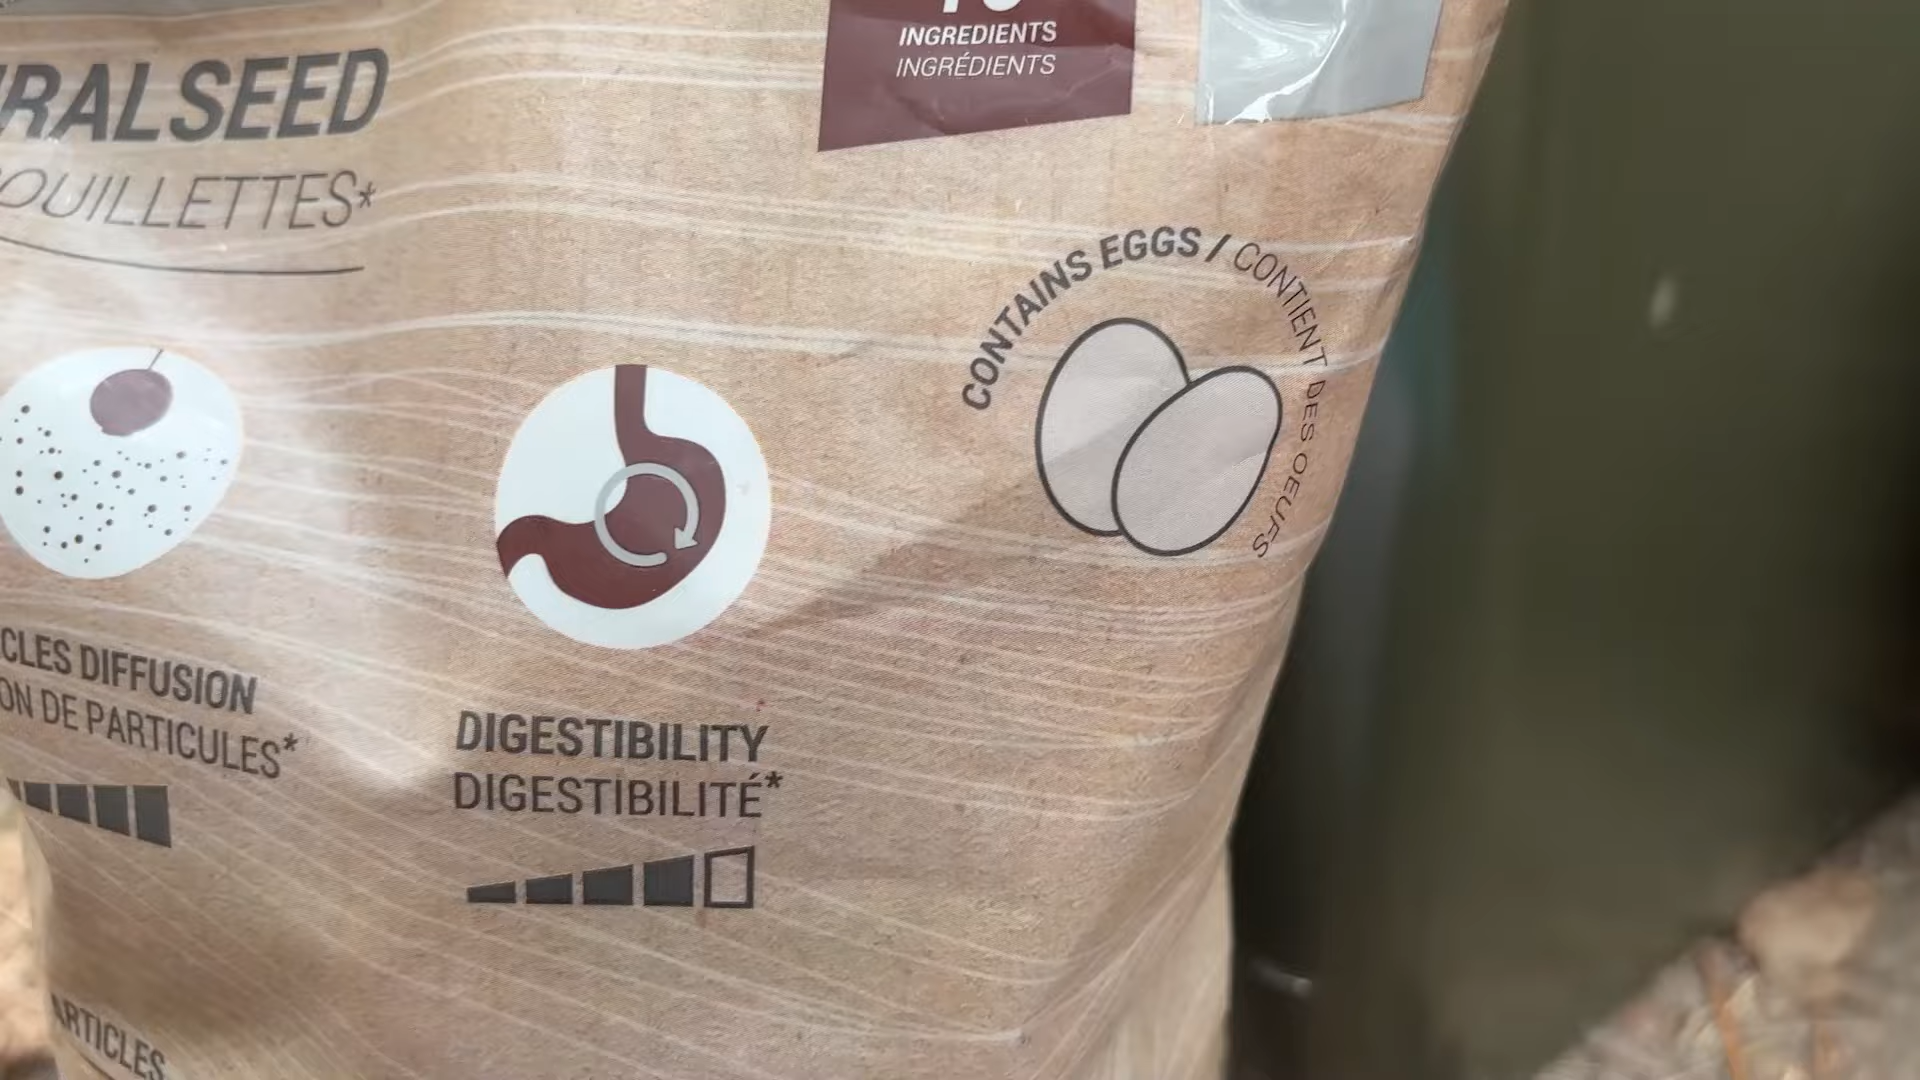 INGREDIENTS
INGRÉDIENTS
RALSEED
OUILLETTES*
CONTAINS EGGS / CONTIENT DES OEUFS
CLES DIFFUSION
ON DE PARTICULES*
DIGESTIBILITY
DIGESTIBILITÉ*
ARTICLES